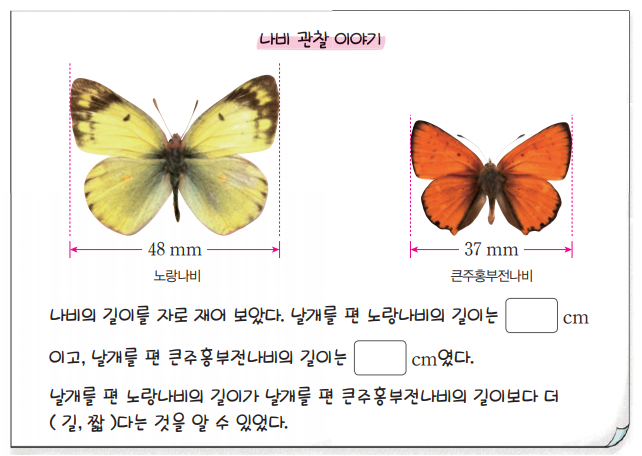 나비 관찰 이야기
48 mm
37 mm
노랑나비
큰주홍부전나비
나비의 길이를 자로 재어 보았다. 날개를 편 노랑나비의 길이는 cm
이고, 날개를 편 큰주홍부전나비의 길이는 cm였다.
날개를 편 노랑나비의 길이가 날개를 편 큰주홍부전나비의 길이보다 더
( 길, 짧 )다는 것을 알 수 있었다.